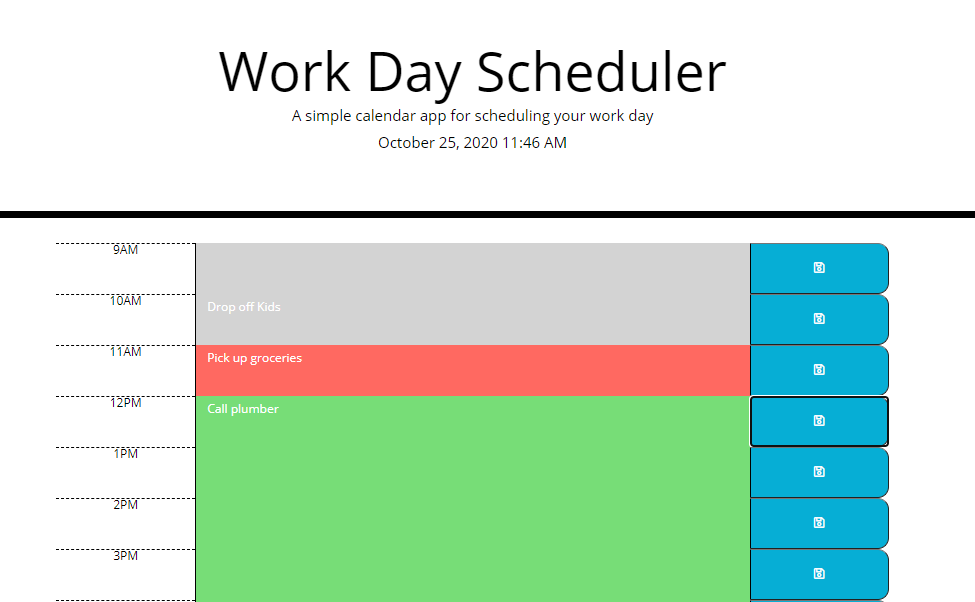 Work Day Scheduler
A simple calendar app for scheduling your work day
October 25, 2020 11:46 AM
9AM
10AM
Drop off Kids
11AM
Pick up groceries
12PM
Call plumber
1PM
2PM
3PM